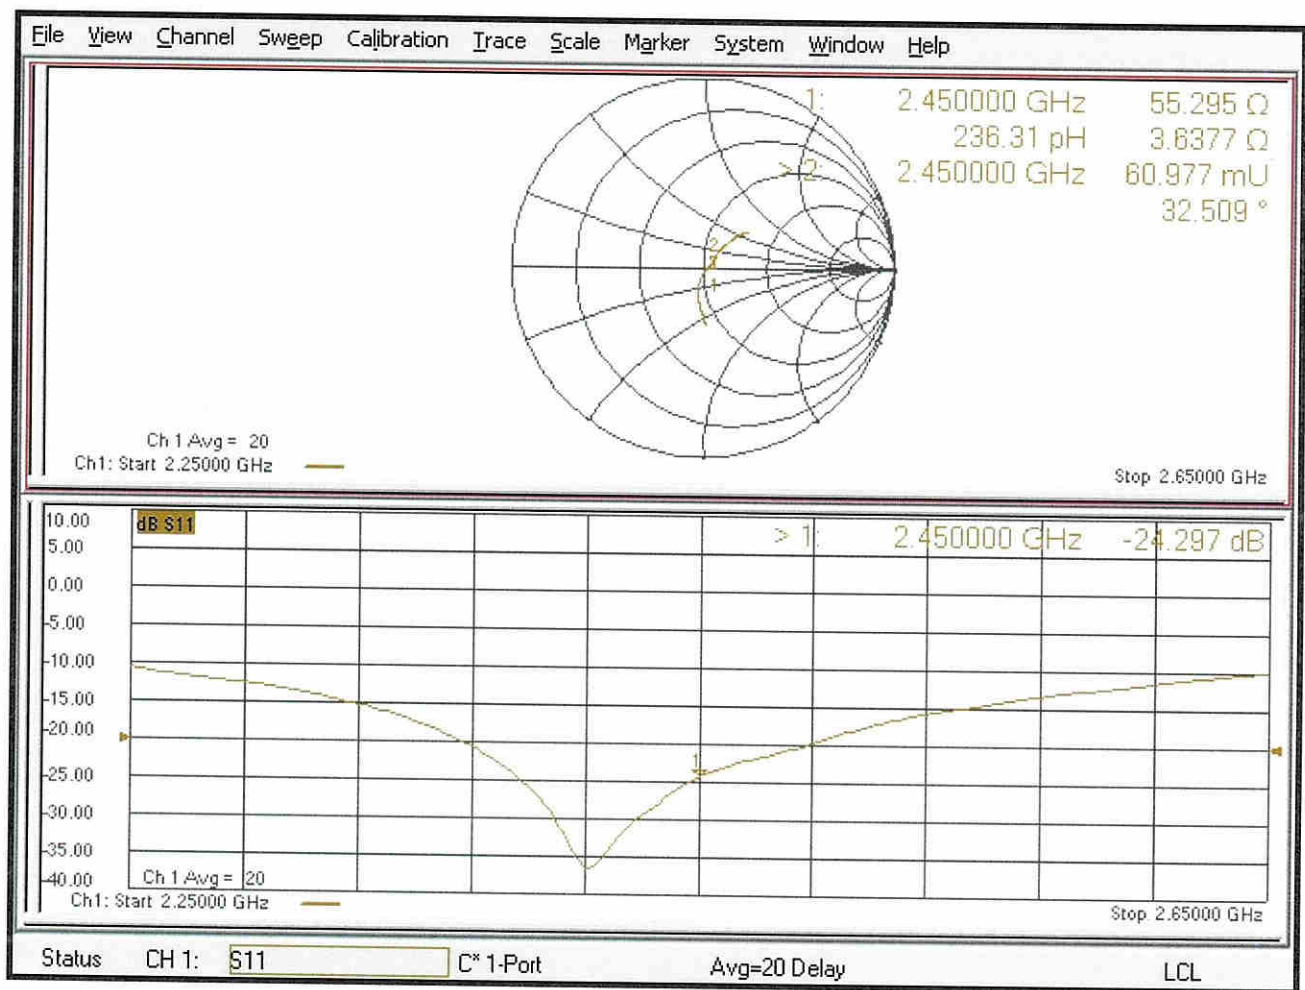 File View Channel Sweep Calibration Trace Scale Marker System Window Help
1: 2.450000 GHz 55.295 Ω
236.31 pH 3.6377 Ω
> 2: 2.450000 GHz 60.977 mU
32.509 °
2
1
Ch 1 Avg = 20
Ch1: Start 2.25000 GHz
Stop 2.65000 GHz
10.00
dB S11
> 1: 2.450000 GHz -24.297 dB
5.00
0.00
-5.00
-10.00
-15.00
-20.00
1
-25.00
-30.00
-35.00
-40.00
Ch 1 Avg = 20
Ch1: Start 2.25000 GHz
Stop 2.65000 GHz
Status CH 1: S11 C* 1-Port Avg=20 Delay LCL